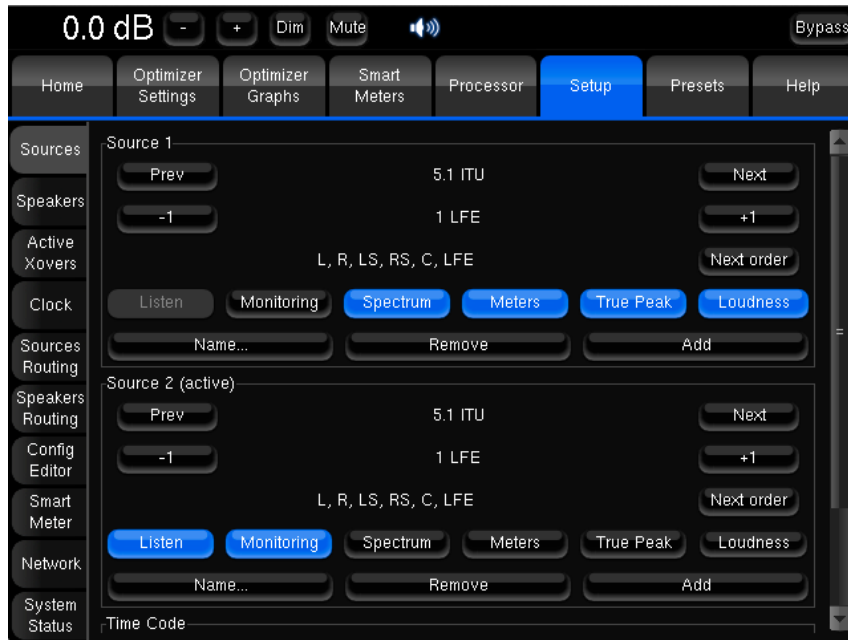 0.0 dB - + Dim Mute Bypass
Home Optimizer Settings Optimizer Graphs Smart Meters Processor Setup Presets Help
Sources
Speakers
Active
Xovers
Clock
Sources
Routing
Speakers
Routing
Config
Editor
Smart
Meter
Network
System
Status
Source 1
Prev 5.1 ITU Next
-1 1 LFE +1
L, R, LS, RS, C, LFE Next order
Listen Monitoring Spectrum Meters True Peak Loudness
Name... Remove Add
Source 2 (active)
Prev 5.1 ITU Next
-1 1 LFE +1
L, R, LS, RS, C, LFE Next order
Listen Monitoring Spectrum Meters True Peak Loudness
Name... Remove Add
Time Code